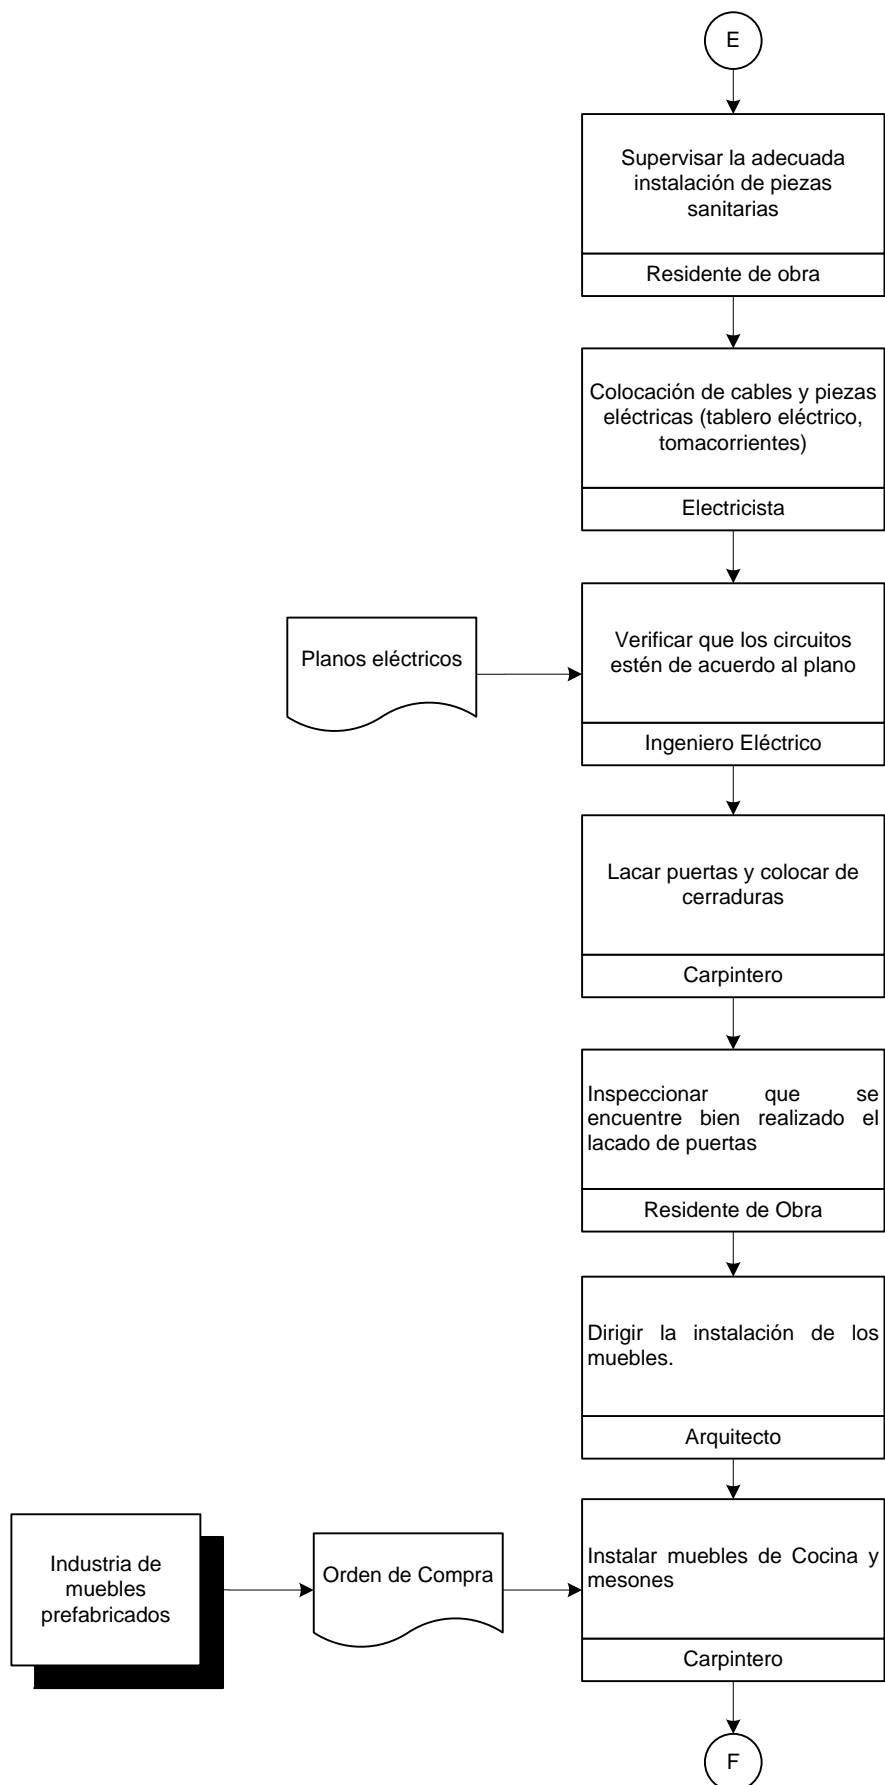 E
Supervisar la adecuada
instalación de piezas
sanitarias
Residente de obra
Colocación de cables y piezas
eléctricas (tablero eléctrico,
tomacorrientes)
Electricista
Planos eléctricos
Verificar que los circuitos
estén de acuerdo al plano
Ingeniero Eléctrico
Lacar puertas y colocar de
cerraduras
Carpintero
Inspeccionar que se
encuentre bien realizado el
lacado de puertas
Residente de Obra
Dirigir la instalación de los
muebles.
Arquitecto
Industria de
muebles
prefabricados
Orden de Compra
Instalar muebles de Cocina y
mesones
Carpintero
F